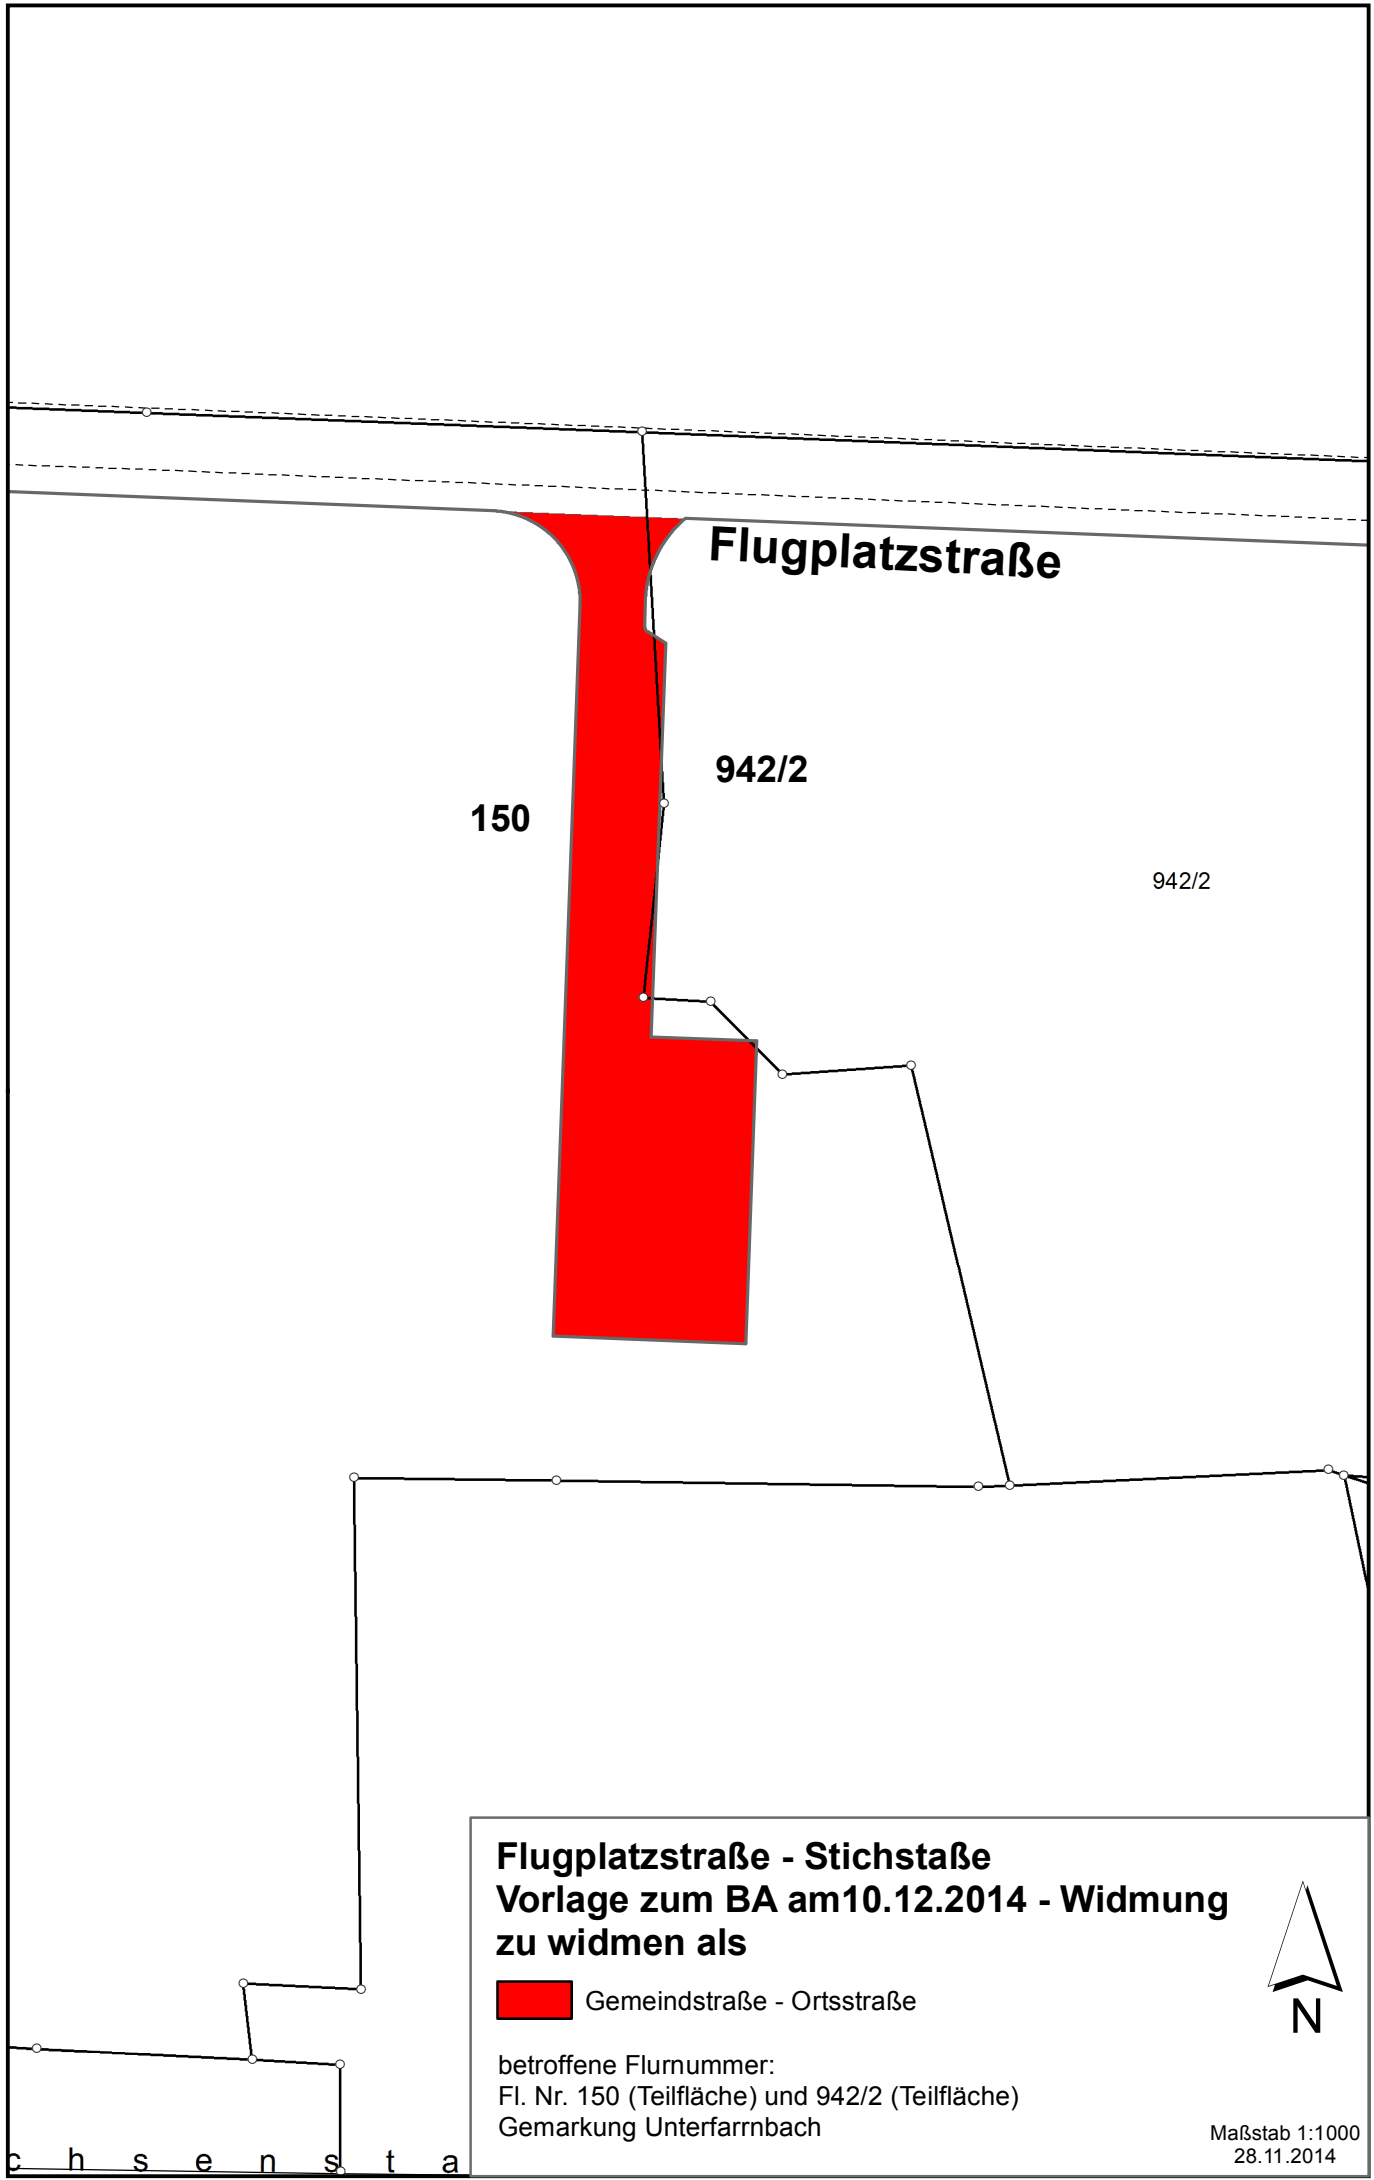 Flugplatzstraße
942/2
150
942/2
Flugplatzstraße - Stichstaße
Vorlage zum BA am10.12.2014 - Widmung
zu widmen als
Gemeindstraße - Ortsstraße
N
betroffene Flurnummer:
Fl. Nr. 150 (Teilfläche) und 942/2 (Teilfläche)
Gemarkung Unterfarrnbach
Maßstab 1:1000
28.11.2014
c h s e n s t a